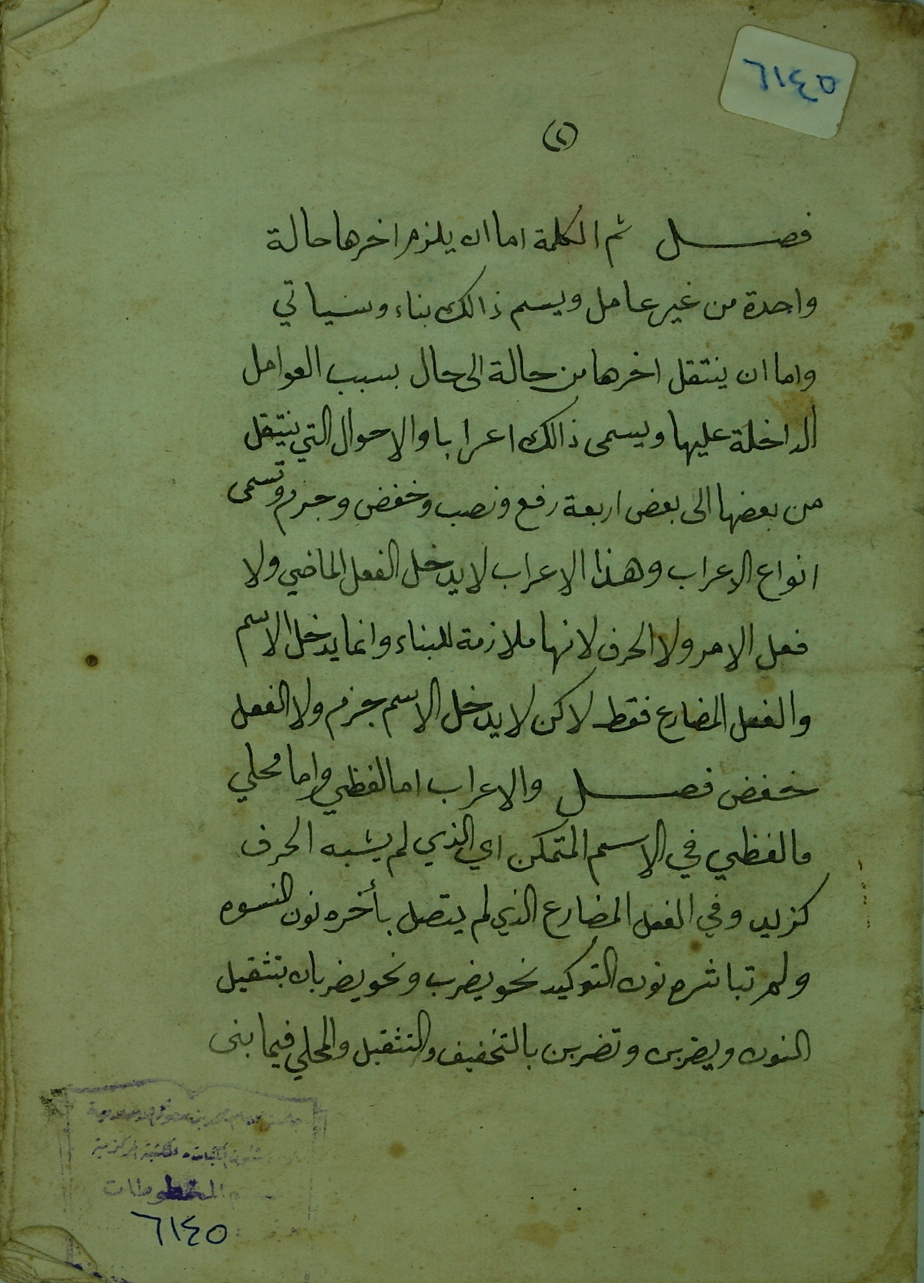 ٦١٤٥
(٢)
فصل ثم الكلمة اما ان يلزم اخرها حالة
واحدة من غير عامل ويسم ذالك بناء وسياتي
واما ان ينتقل اخرها من حالة الى حال بسبب العوامل
الداخلة عليها ويسمى ذالك اعرابا والاحوال التي ينتقل
من بعضها الى بعض اربعة رفع ونصب وخفض وجزم وتسمى
انواع الاعراب وهذا الاعراب لا يدخل الفعل الماضي ولا
فعل الامر ولا الحرف لانها ملازمة للبناء وانما يدخل الاسم
والفعل المضارع فقط لاكن لا يدخل الاسم جزم ولا الفعل
خفض فصل والاعراب اما لفظي واما محلي
فالفظي في الاسم المتمكن اي الذي لم يشبه الحرف
كزيد وفي الفعل المضارع الذي لم يتصل بأخره نون النسوه
ولم تباشره نون التوكيد نحو يضرب ونحو يضربان بتثقيل
النون ويضربن وتضربن بالتخفيف والتثقيل والمحلي فيما بنى
المكتبة المركزية
المخطوطات
٦١٤٥